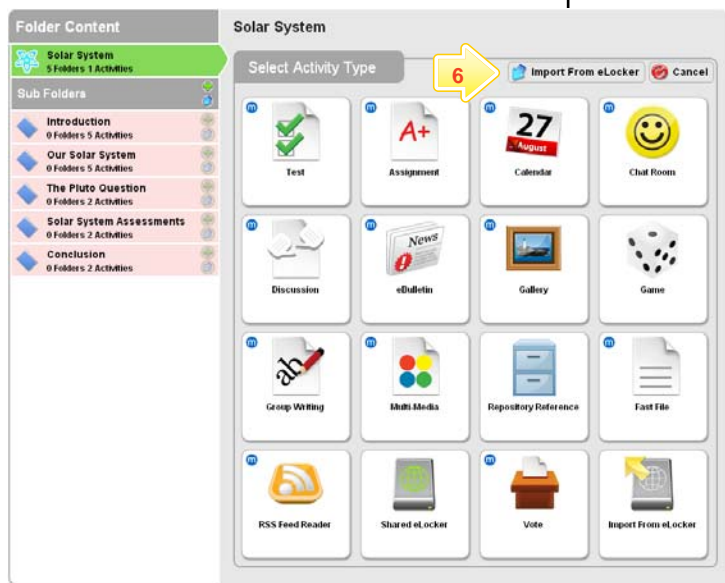 Folder Content
Solar System
5 Folders 1 Activities
Sub Folders
Introduction
0 Folders 5 Activities
Our Solar System
0 Folders 5 Activities
The Pluto Question
0 Folders 2 Activities
Solar System Assessments
0 Folders 2 Activities
Conclusion
0 Folders 2 Activities
Solar System
Select Activity Type
6
Import From eLocker
Cancel
m
Test
m
A+
Assignment
m
27
August
Calendar
m
Chat Room
m
Discussion
m
News
eBulletin
m
Gallery
Game
m
ab
Group Writing
m
Multi-Media
Repository Reference
m
Fast File
m
RSS Feed Reader
Shared eLocker
m
Vote
Import From eLocker